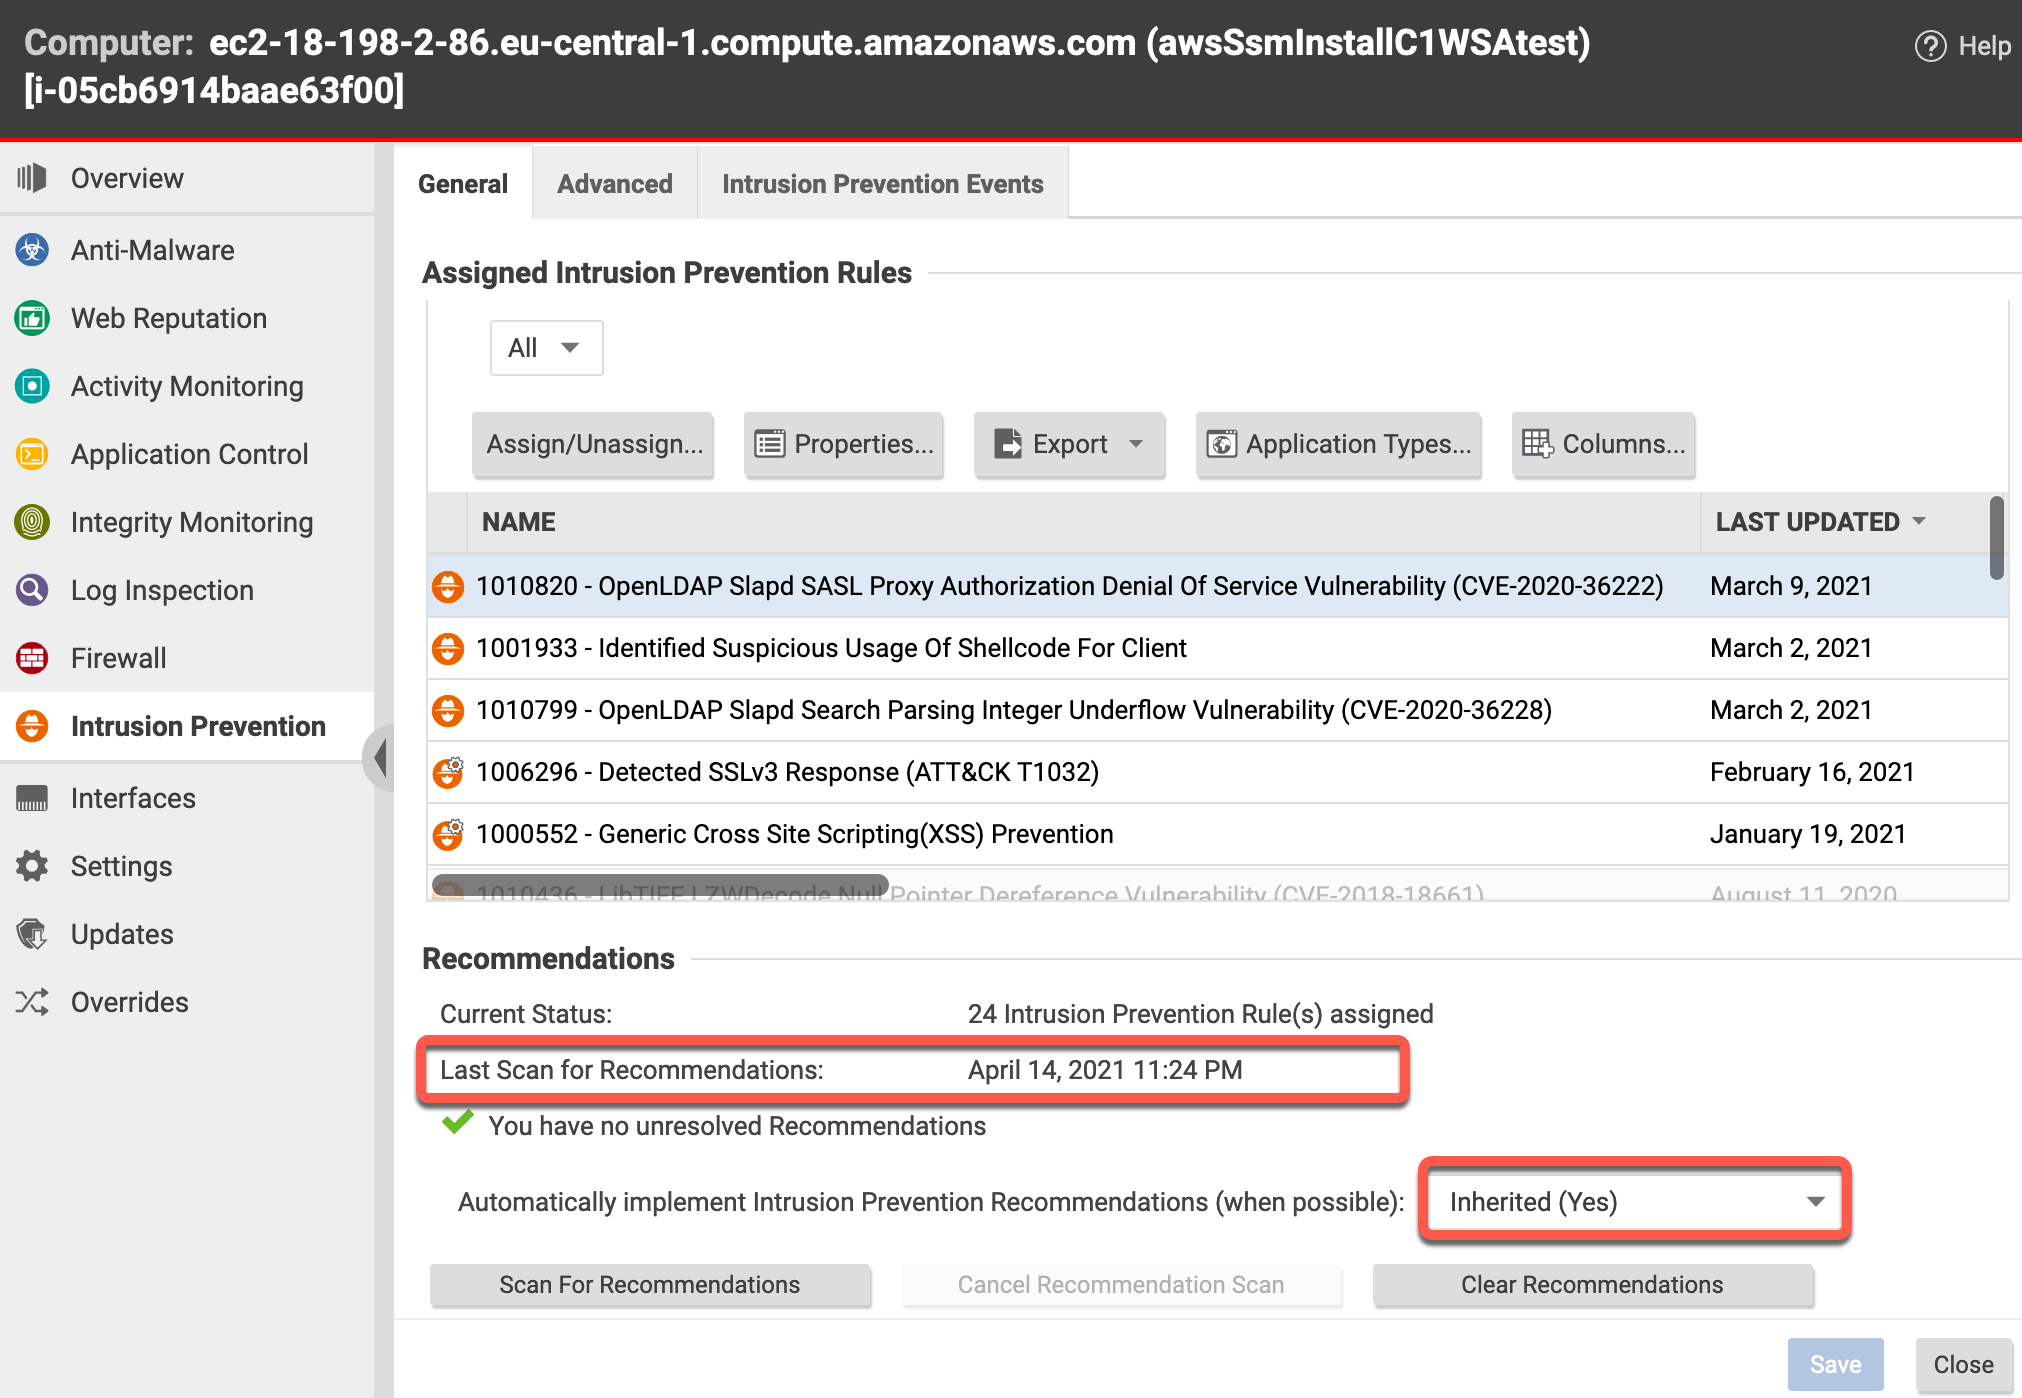 Computer: ec2-18-198-2-86.eu-central-1.compute.amazonaws.com (awsSsmInstallC1WSAtest)
[i-05cb6914baae63f00]
Help
Overview
Anti-Malware
Web Reputation
Activity Monitoring
Application Control
Integrity Monitoring
Log Inspection
Firewall
Intrusion Prevention
Interfaces
Settings
Updates
Overrides
General Advanced Intrusion Prevention Events
Assigned Intrusion Prevention Rules
All
Assign/Unassign... Properties... Export Application Types... Columns...
NAME LAST UPDATED
1010820 - OpenLDAP Slapd SASL Proxy Authorization Denial Of Service Vulnerability (CVE-2020-36222) March 9, 2021
1001933 - Identified Suspicious Usage Of Shellcode For Client March 2, 2021
1010799 - OpenLDAP Slapd Search Parsing Integer Underflow Vulnerability (CVE-2020-36228) March 2, 2021
1006296 - Detected SSLv3 Response (ATT&CK T1032) February 16, 2021
1000552 - Generic Cross Site Scripting(XSS) Prevention January 19, 2021
1010436 - LibTIFF LZWDecode Null Pointer Dereference Vulnerability (CVE-2018-18661) August 11, 2020
Recommendations
Current Status: 24 Intrusion Prevention Rule(s) assigned
Last Scan for Recommendations: April 14, 2021 11:24 PM
You have no unresolved Recommendations
Automatically implement Intrusion Prevention Recommendations (when possible): Inherited (Yes)
Scan For Recommendations Cancel Recommendation Scan Clear Recommendations
Save Close